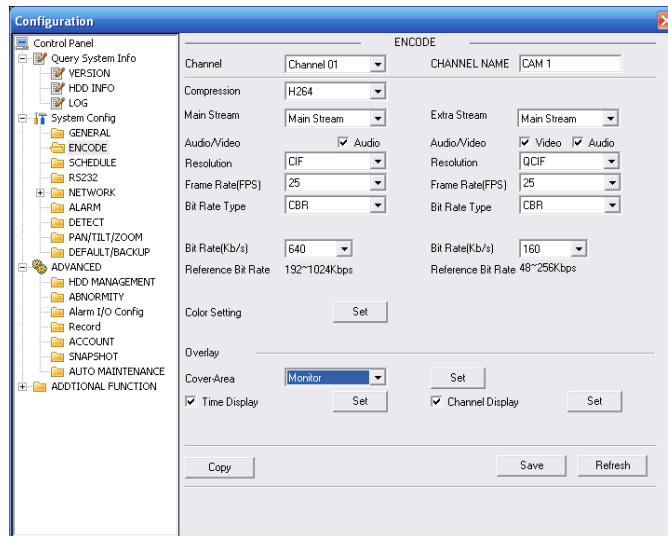 Configuration
Control Panel
Query System Info
VERSION
HDD INFO
LOG
System Config
GENERAL
ENCODE
SCHEDULE
RS232
NETWORK
ALARM
DETECT
PAN/TILT/ZOOM
DEFAULT/BACKUP
ADVANCED
HDD MANAGEMENT
ABNORMITY
Alarm I/O Config
Record
ACCOUNT
SNAPSHOT
AUTO MAINTENANCE
ADDTIONAL FUNCTION
ENCODE
Channel Channel 01 CHANNEL NAME CAM 1
Compression H264
Main Stream Main Stream Extra Stream Main Stream
Audio/Video Audio Audio/Video Video Audio
Resolution CIF Resolution QCIF
Frame Rate(FPS) 25 Frame Rate(FPS) 25
Bit Rate Type CBR Bit Rate Type CBR
Bit Rate(Kb/s) 640 Bit Rate(Kb/s) 160
Reference Bit Rate 192~1024Kbps Reference Bit Rate 48~256Kbps
Color Setting Set
Overlay
Cover-Area Monitor Set
Time Display Set Channel Display Set
Copy Save Refresh